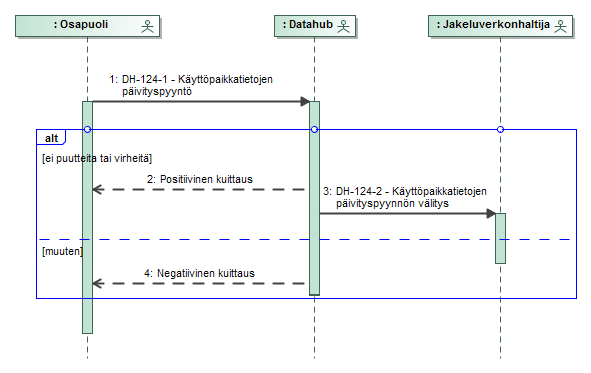 : Osapuoli
: Datahub
: Jakeluverkonhaltija
1: DH-124-1 - Käyttöpaikkatietojen
päivityspyyntö
alt
[ei puutteita tai virheitä]
2: Positiivinen kuittaus
3: DH-124-2 - Käyttöpaikkatietojen
päivityspyynnön välitys
[muuten]
4: Negatiivinen kuittaus